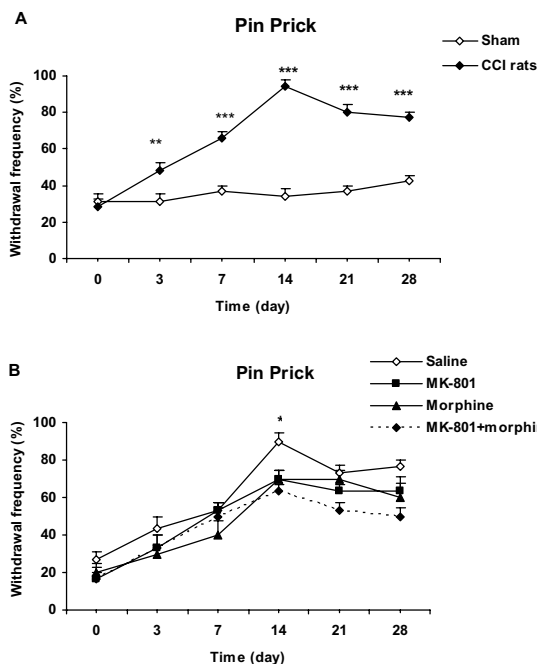 A
Pin Prick
Sham
CCI rats
Withdrawal frequency (%)
100
80
60
40
20
0
**
***
***
***
***
0 3 7 14 21 28
Time (day)
B
Pin Prick
Saline
MK-801
Morphine
MK-801+morphi
Withdrawal frequency (%)
100
80
60
40
20
0
*
0 3 7 14 21 28
Time (day)